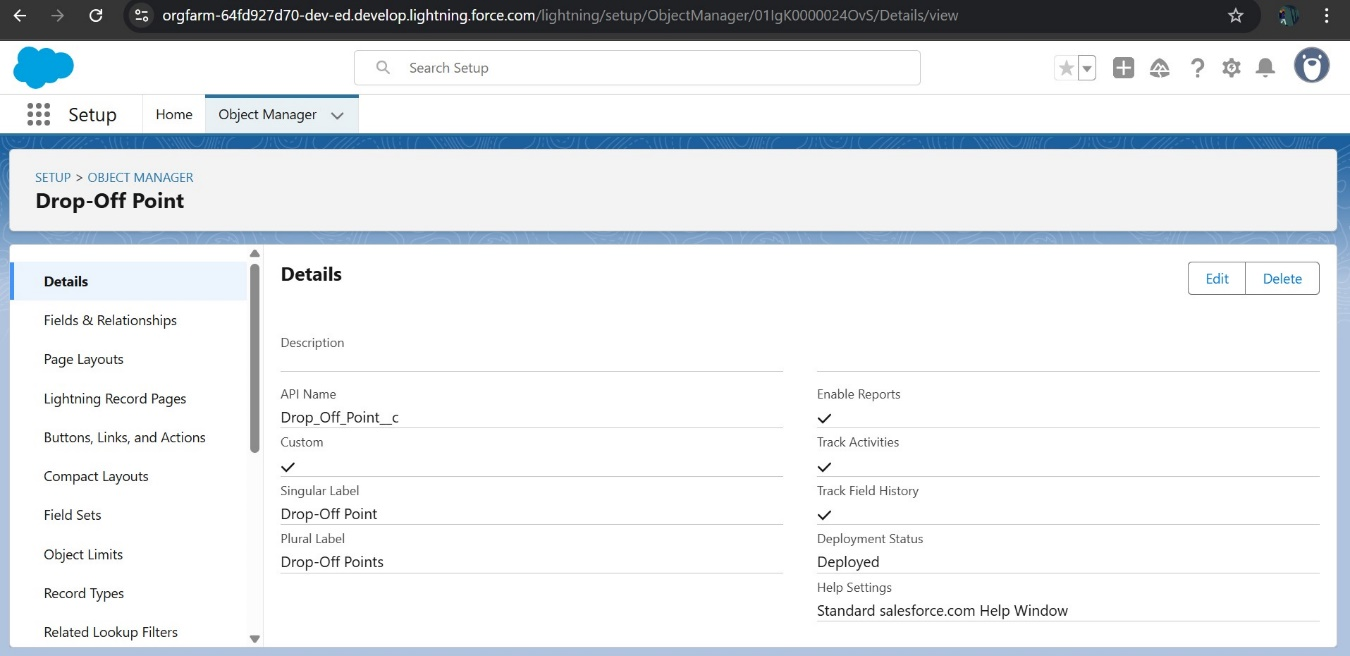 orgfarm-64fd927d70-dev-ed.develop.lightning.force.com/lightning/setup/ObjectManager/01IgK0000024OvS/Details/view
Search Setup
Setup
Home
Object Manager
SETUP > OBJECT MANAGER
Drop-Off Point
Details
Fields & Relationships
Page Layouts
Lightning Record Pages
Buttons, Links, and Actions
Compact Layouts
Field Sets
Object Limits
Record Types
Related Lookup Filters
Details
Edit
Delete
Description
API Name
Drop_Off_Point__c
Custom
Singular Label
Drop-Off Point
Plural Label
Drop-Off Points
Enable Reports
Track Activities
Track Field History
Deployment Status
Deployed
Help Settings
Standard salesforce.com Help Window